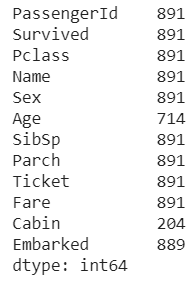 PassengerId 891
Survived 891
Pclass 891
Name 891
Sex 891
Age 714
SibSp 891
Parch 891
Ticket 891
Fare 891
Cabin 204
Embarked 889
dtype: int64